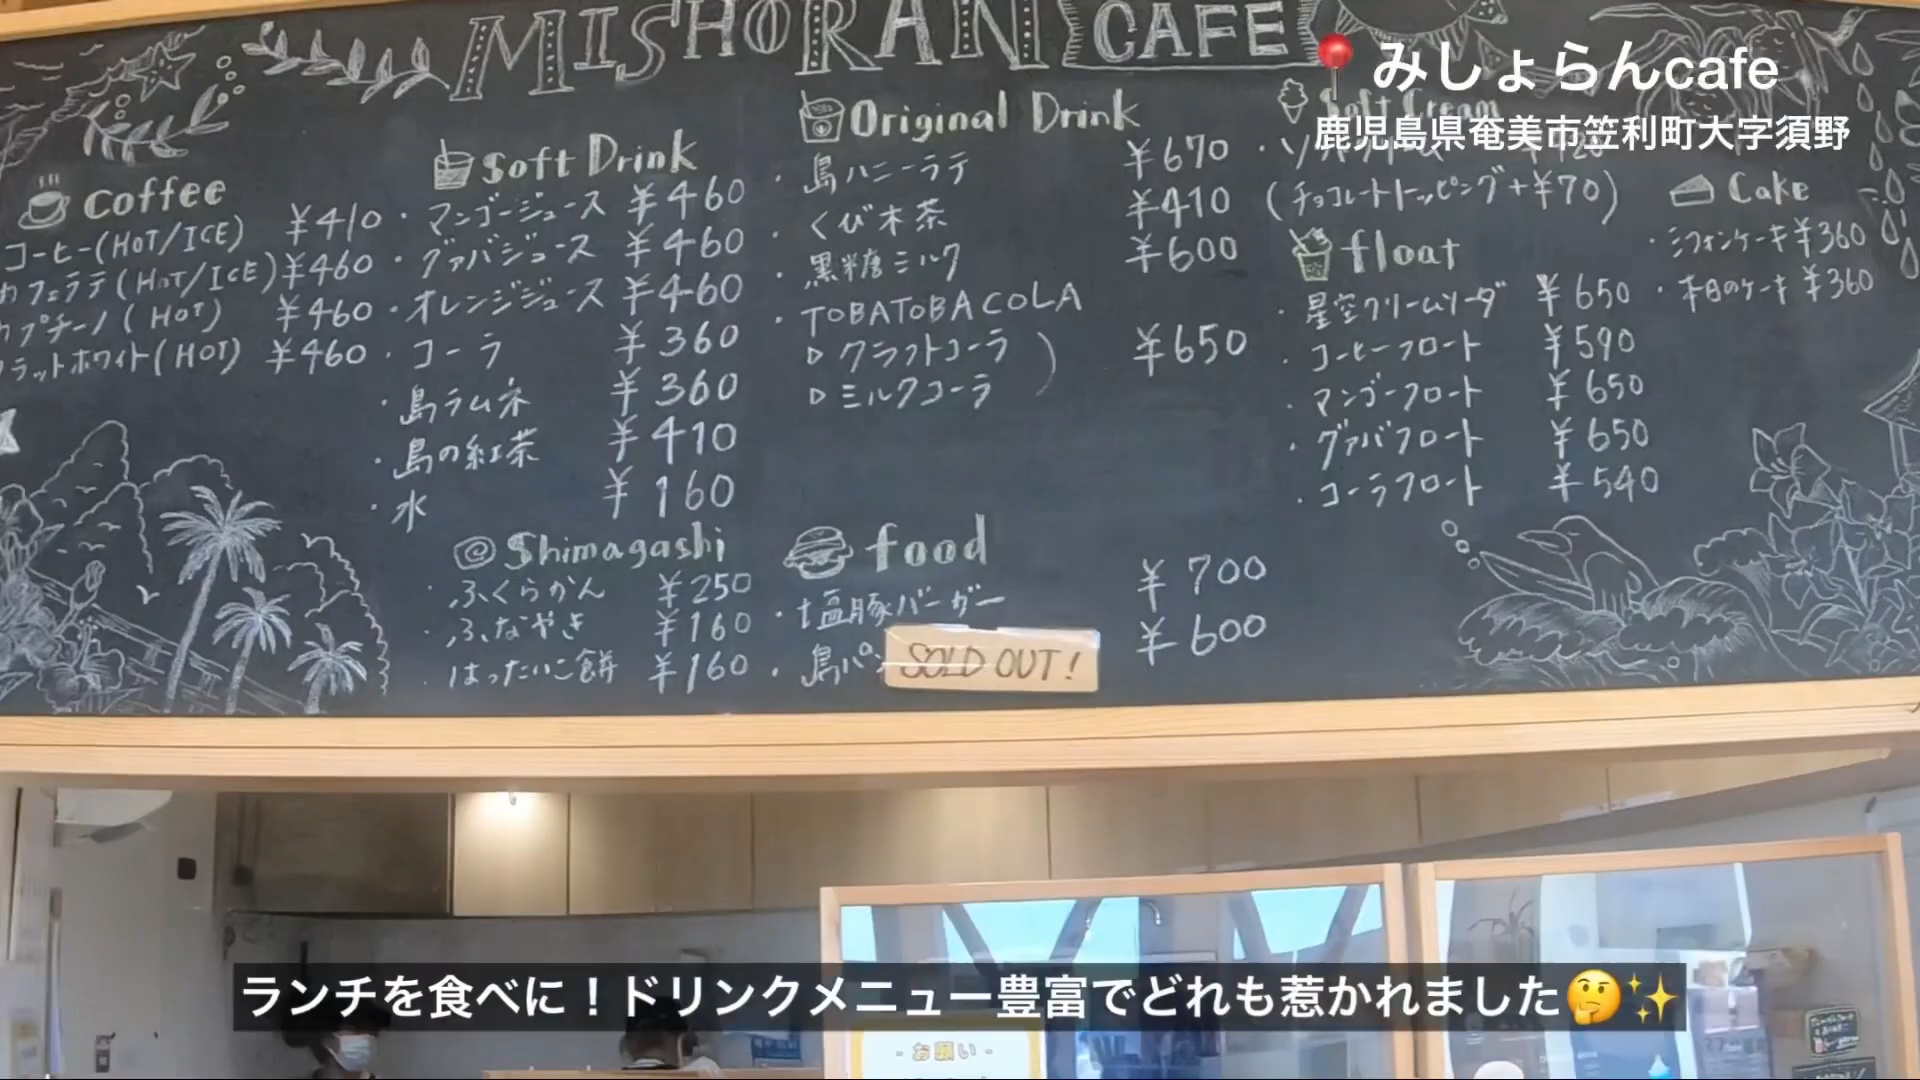 MISHORAN CAFE
📍みしょらんcafe
鹿児島県奄美市笠利町大字須野
Coffee
コーヒー(HOT/ICE) ¥410
カフェラテ(HOT/ICE) ¥460
カプチーノ(HOT) ¥460
フラットホワイト(HOT) ¥460
Soft Drink
・マンゴージュース ¥460
・グァバジュース ¥460
・オレンジジュース ¥460
・コーラ ¥360
・島ラムネ ¥360
・島の紅茶 ¥410
・水 ¥160
@Shimagashi
・ふくらかん ¥250
・ふなやき ¥160
・はったいこ餅 ¥160
Original Drink
・島ハニーラテ ¥670
・くび木茶 ¥410
・黒糖ミルク ¥600
・TOBATOBA COLA
▷クラフトコーラ
▷ミルクコーラ ) ¥650
food
・塩豚バーガー ¥700
・島パン ¥600
SOLD OUT!
Soft Cream
(チョコレートトッピング+¥70)
float
・星空クリームソーダ ¥650
・コーヒーフロート ¥590
・マンゴーフロート ¥650
・グァバフロート ¥650
・コーラフロート ¥540
Cake
・シフォンケーキ ¥360
・本日のケーキ ¥360
ランチを食べに！ドリンクメニュー豊富でどれも惹かれました🤔✨
- お願い -